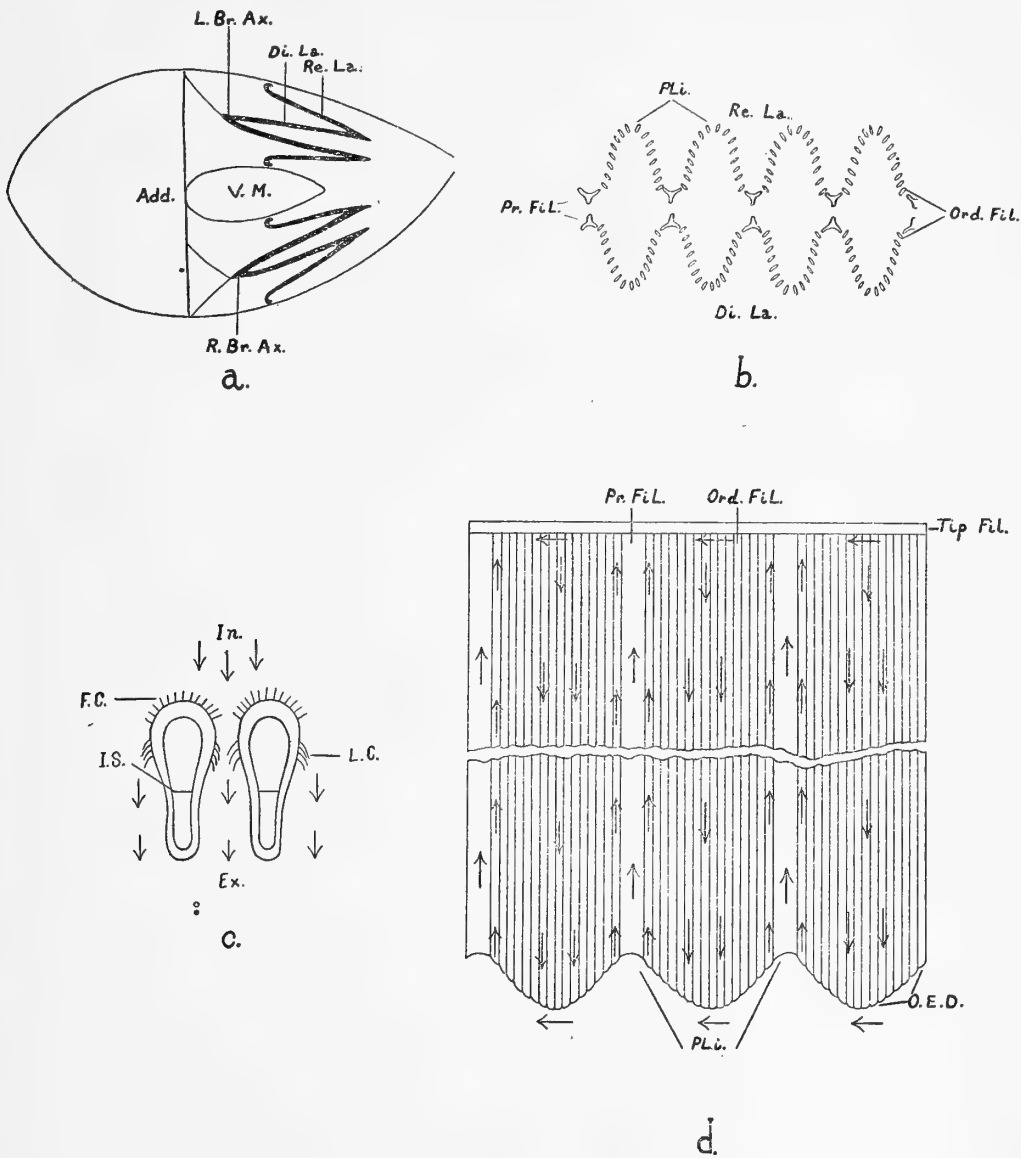 L. Br. Ax.
Di. La.
Re. La.
Add.
V. M.
R. Br. Ax.
a.
PLi.
Re. La.
Pr. Fil.
Ord. Fil.
Di. La.
b.
In.
F.C.
I.S.
L.C.
Ex.
c.
Pr. Fil.
Ord. Fil.
Tip Fil.
O.E.D.
PLi.
d.